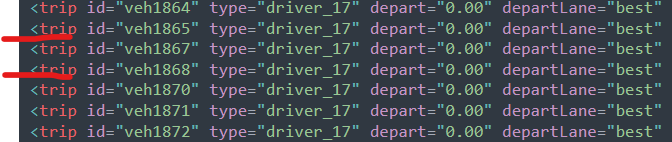 <trip id="veh1864" type="driver_17" depart="0.00" departLane="best"
<trip id="veh1865" type="driver_17" depart="0.00" departLane="best"
<trip id="veh1867" type="driver_17" depart="0.00" departLane="best"
<trip id="veh1868" type="driver_17" depart="0.00" departLane="best"
<trip id="veh1870" type="driver_17" depart="0.00" departLane="best"
<trip id="veh1871" type="driver_17" depart="0.00" departLane="best"
<trip id="veh1872" type="driver_17" depart="0.00" departLane="best"